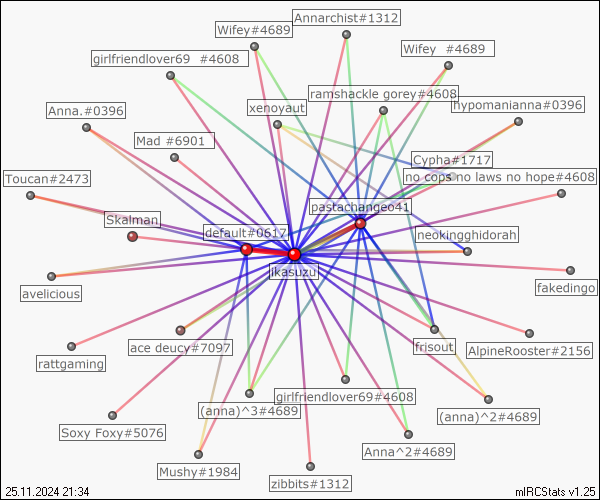 Annarchist#1312
Wifey#4689
Wifey  #4689
girlfriendlover69  #4608
ramshackle gorey#4608
hypomanianna#0396
xenoyaut
Anna.#0396
Mad #6901
Cypha#1717
Toucan#2473
no cops no laws no hope#4608
pastachangeo41
Skalman
default#0617
neokingghidorah
ikasuzu
avelicious
fakedingo
ace deucy#7097
frisout
AlpineRooster#2156
rattgaming
girlfriendlover69#4608
(anna)^3#4689
(anna)^2#4689
Soxy Foxy#5076
Anna^2#4689
Mushy#1984
zibbits#1312
25.11.2024 21:34
mIRCStats v1.25